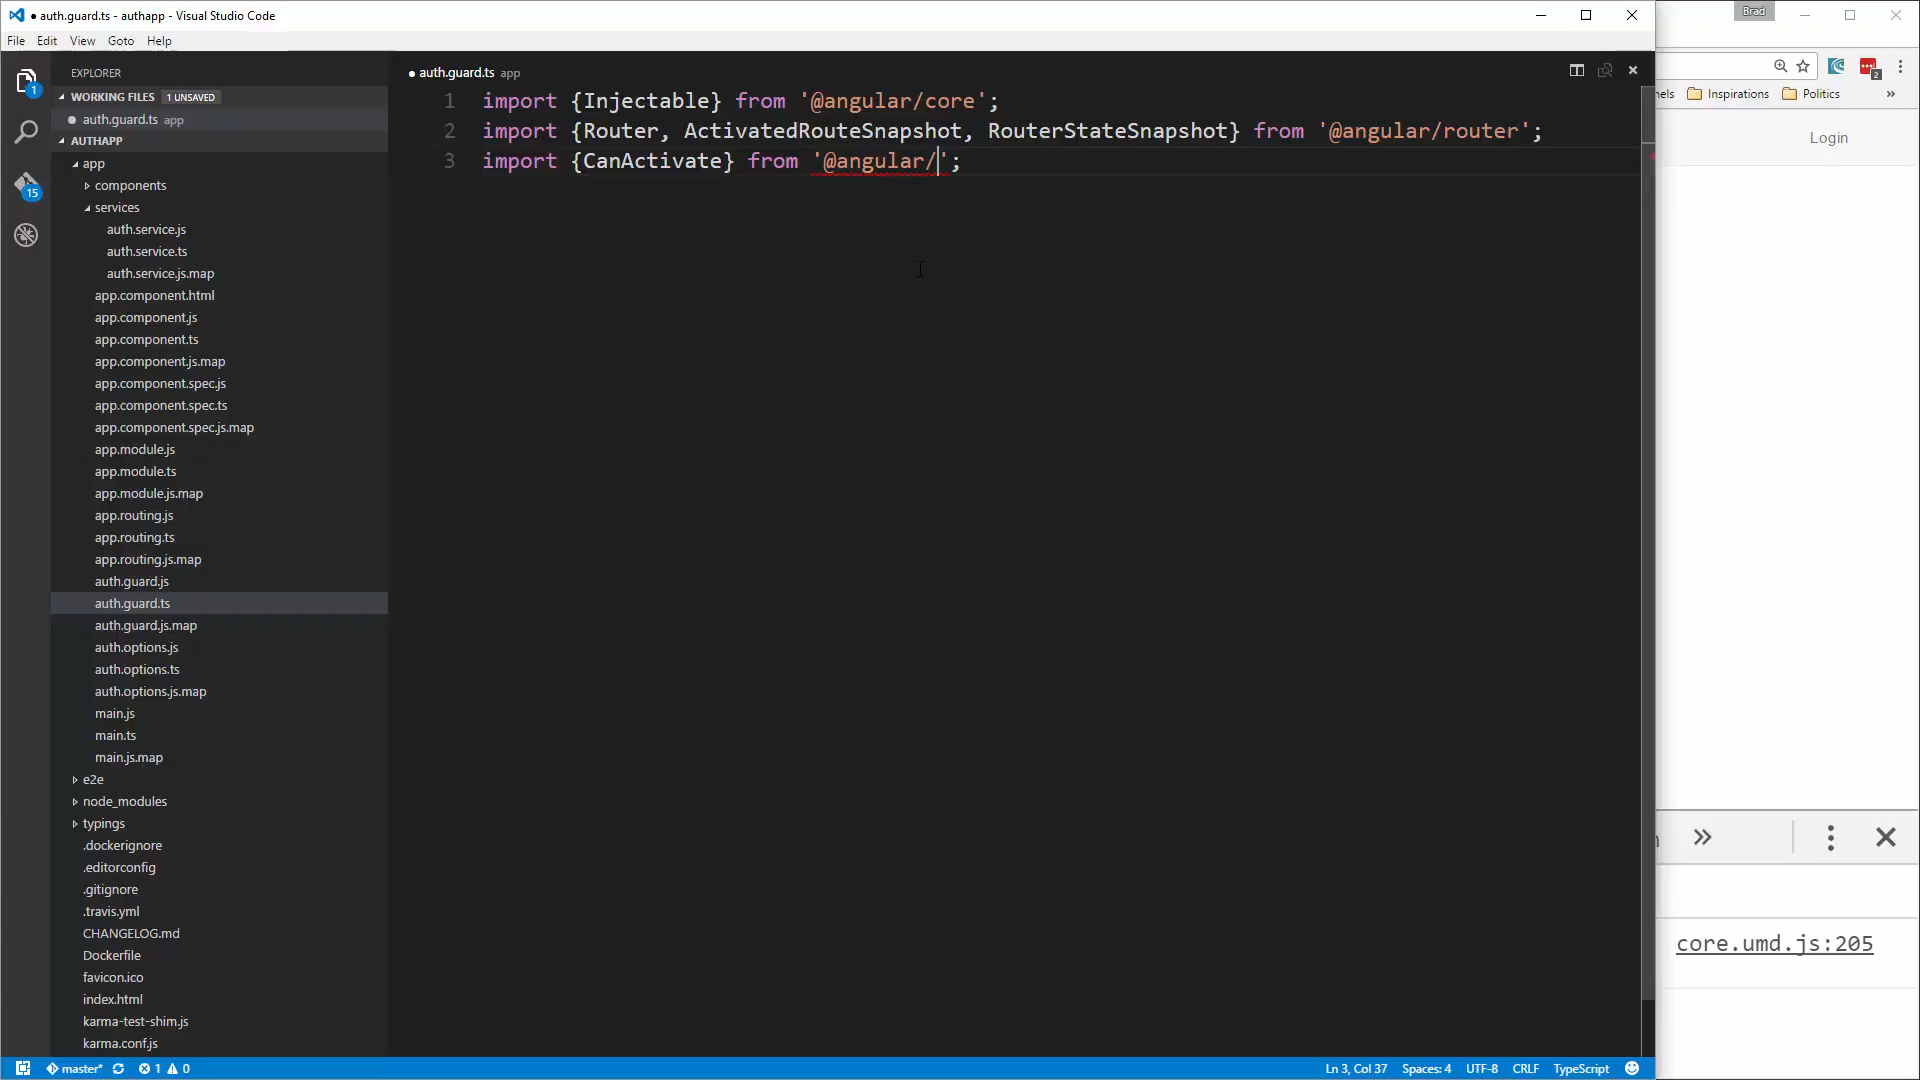 ● auth.guard.ts - authapp - Visual Studio Code
Brad
File Edit View Goto Help
EXPLORER
WORKING FILES 1 UNSAVED
auth.guard.ts app
AUTHAPP
app
components
services
auth.service.js
auth.service.ts
auth.service.js.map
app.component.html
app.component.js
app.component.ts
app.component.js.map
app.component.spec.js
app.component.spec.ts
app.component.spec.js.map
app.module.js
app.module.ts
app.module.js.map
app.routing.js
app.routing.ts
app.routing.js.map
auth.guard.js
auth.guard.ts
auth.guard.js.map
auth.options.js
auth.options.ts
auth.options.js.map
main.js
main.ts
main.js.map
e2e
node_modules
typings
.dockerignore
.editorconfig
.gitignore
.travis.yml
CHANGELOG.md
Dockerfile
favicon.ico
index.html
karma-test-shim.js
karma.conf.js
1
15
● auth.guard.ts app
1 import {Injectable} from '@angular/core';
2 import {Router, ActivatedRouteSnapshot, RouterStateSnapshot} from '@angular/router';
3 import {CanActivate} from '@angular/';
2
nels Inspirations Politics »
Login
core.umd.js:205
master* 1 0
Ln 3, Col 37 Spaces: 4 UTF-8 CRLF TypeScript